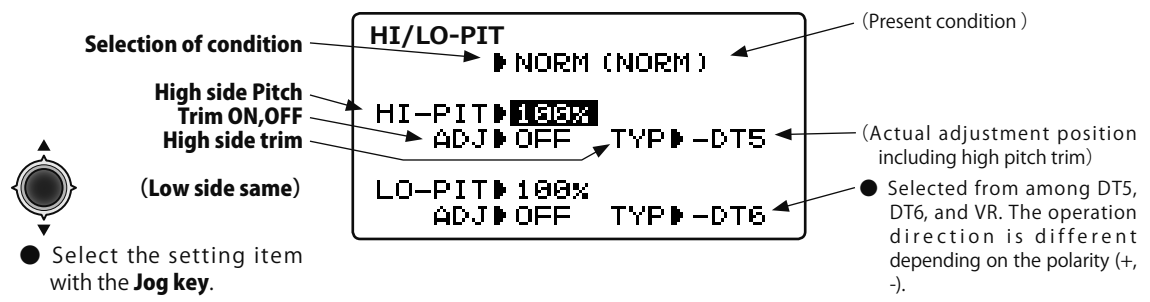 Selection of condition
High side Pitch
Trim ON,OFF
High side trim
(Low side same)
● Select the setting item
with the Jog key.
HI/LO-PIT
NORM (NORM)
HI-PIT 100%
ADJ OFF TYP -DT5
LO-PIT 100%
ADJ OFF TYP -DT6
(Present condition )
(Actual adjustment position
including high pitch trim)
● Selected from among DT5,
DT6, and VR. The operation
direction is different
depending on the polarity (+,
-).